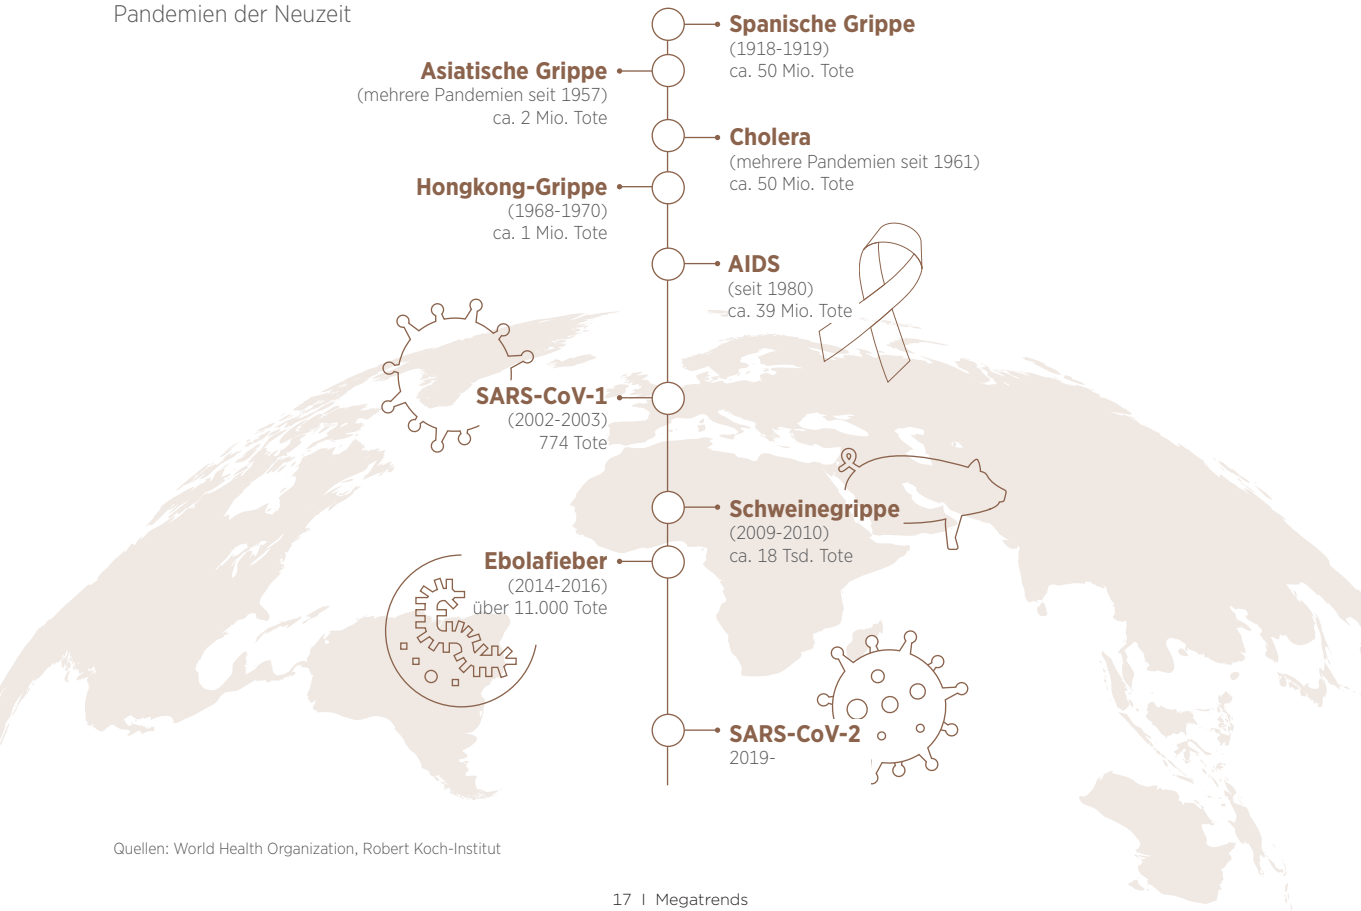 Pandemien der Neuzeit
Spanische Grippe
(1918-1919)
ca. 50 Mio. Tote
Asiatische Grippe
(mehrere Pandemien seit 1957)
ca. 2 Mio. Tote
Cholera
(mehrere Pandemien seit 1961)
ca. 50 Mio. Tote
Hongkong-Grippe
(1968-1970)
ca. 1 Mio. Tote
AIDS
(seit 1980)
ca. 39 Mio. Tote
SARS-CoV-1
(2002-2003)
774 Tote
Schweinegrippe
(2009-2010)
ca. 18 Tsd. Tote
Ebolafieber
(2014-2016)
über 11.000 Tote
SARS-CoV-2
2019-
Quellen: World Health Organization, Robert Koch-Institut
17 I Megatrends